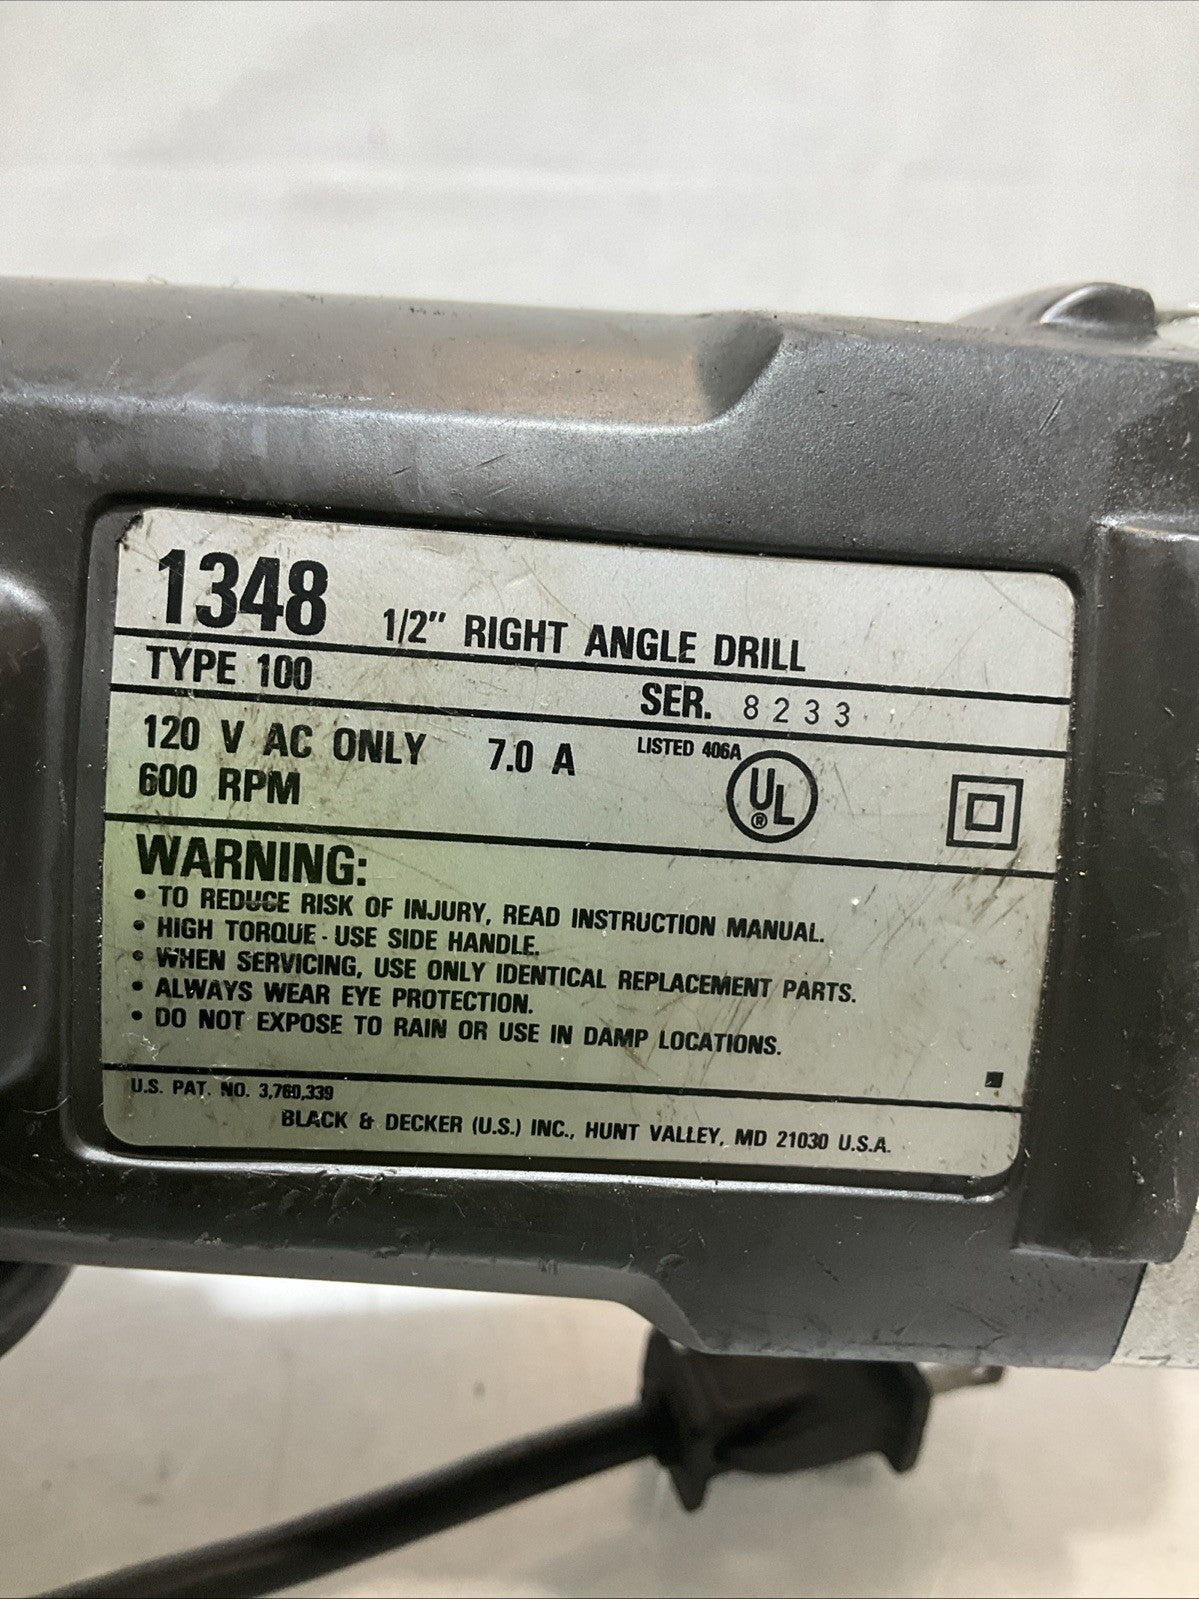 1348 1/2" RIGHT ANGLE DRILL
TYPE 100 SER. 8233
120 V AC ONLY 7.0 A LISTED 406A
UL ®
600 RPM
WARNING:
• TO REDUCE RISK OF INJURY, READ INSTRUCTION MANUAL.
• HIGH TORQUE - USE SIDE HANDLE.
• WHEN SERVICING, USE ONLY IDENTICAL REPLACEMENT PARTS.
• ALWAYS WEAR EYE PROTECTION.
• DO NOT EXPOSE TO RAIN OR USE IN DAMP LOCATIONS.
U.S. PAT. NO. 3,760,339
BLACK & DECKER (U.S.) INC., HUNT VALLEY, MD 21030 U.S.A.